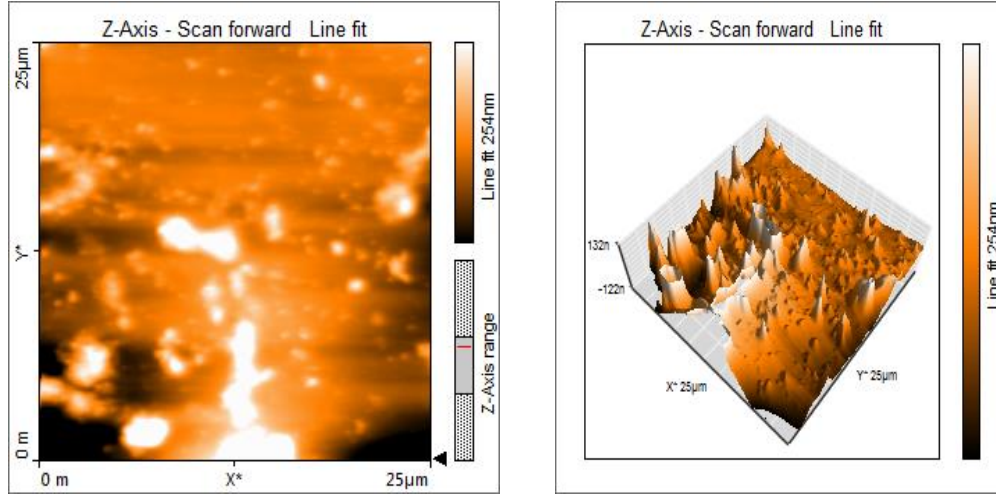 Z-Axis - Scan forward Line fit
25µm
Y*
0 m
0 m
X*
25µm
Line fit 254nm
Z-Axis range
Z-Axis - Scan forward Line fit
132n
-122n
X* 25µm
Y* 25µm
Line fit 254nm